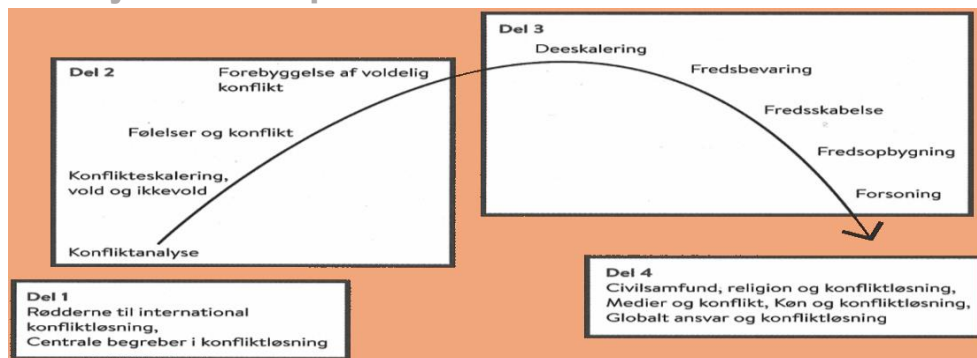 Del 2
Forebyggelse af voldelig
konflikt
Følelser og konflikt
Konflikteskalering,
vold og ikkevold
Konfliktanalyse
Del 3
Deeskalering
Fredsbevaring
Fredsskabelse
Fredsopbygning
Forsoning
Del 1
Rødderne til international
konfliktløsning,
Centrale begreber i konfliktløsning
Del 4
Civilsamfund, religion og konfliktløsning,
Medier og konflikt, Køn og konfliktløsning,
Globalt ansvar og konfliktløsning